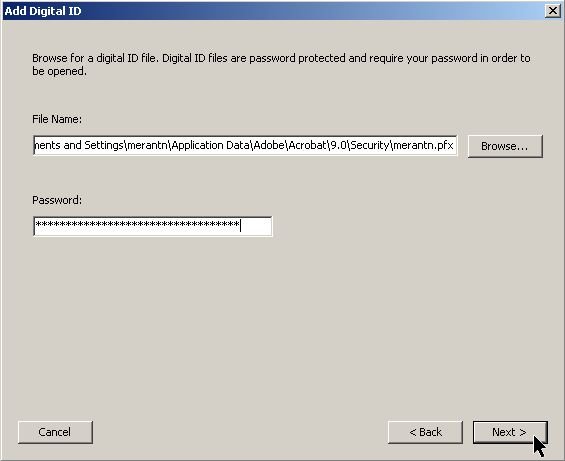 Add Digital ID
Browse for a digital ID file. Digital ID files are password protected and require your password in order to
be opened.
File Name:
ments and Settings\merantn\Application Data\Adobe\Acrobat\9.0\Security\merantn.pfx
Browse...
Password:
***********************************
Cancel
< Back
Next >